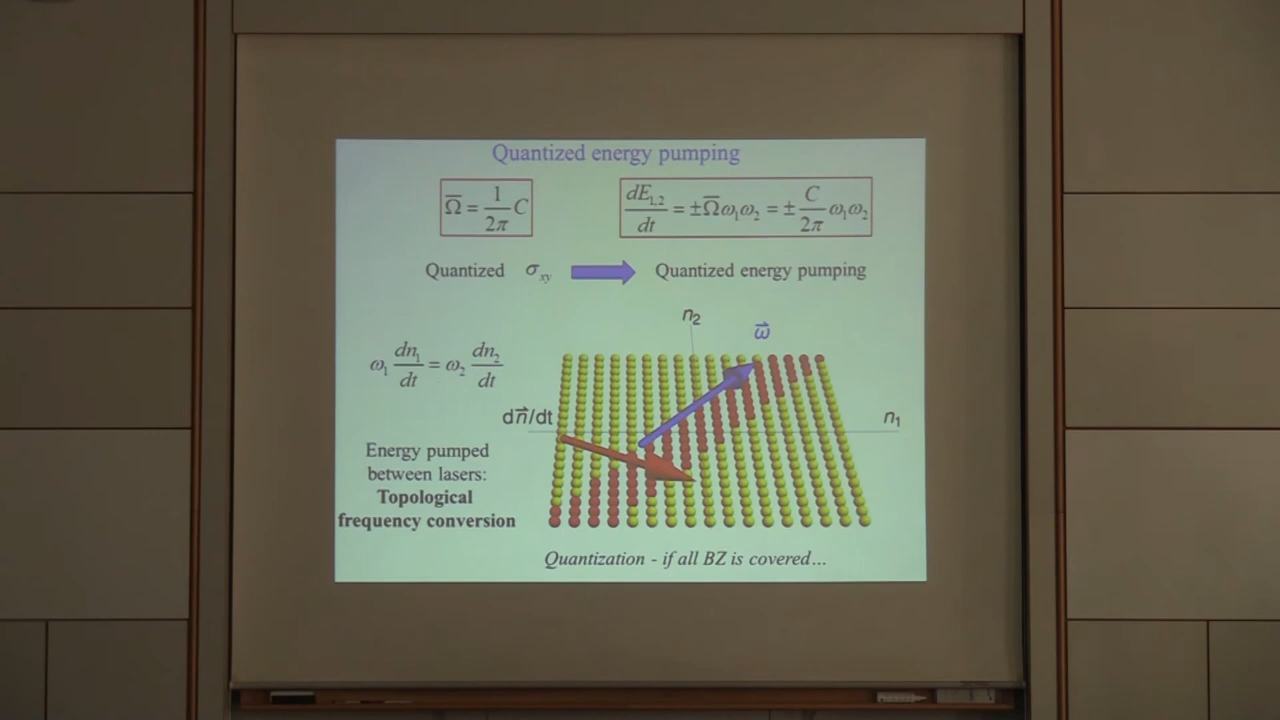 Quantized energy pumping
Ω̅ = 1/2π C
dE₁,₂/dt = ±Ω̅ω₁ω₂ = ± C/2π ω₁ω₂
Quantized σxy
Quantized energy pumping
n₂
ω⃗
ω₁ dn₁/dt = ω₂ dn₂/dt
dn⃗/dt
n₁
Energy pumped
between lasers:
Topological
frequency conversion
Quantization - if all BZ is covered...